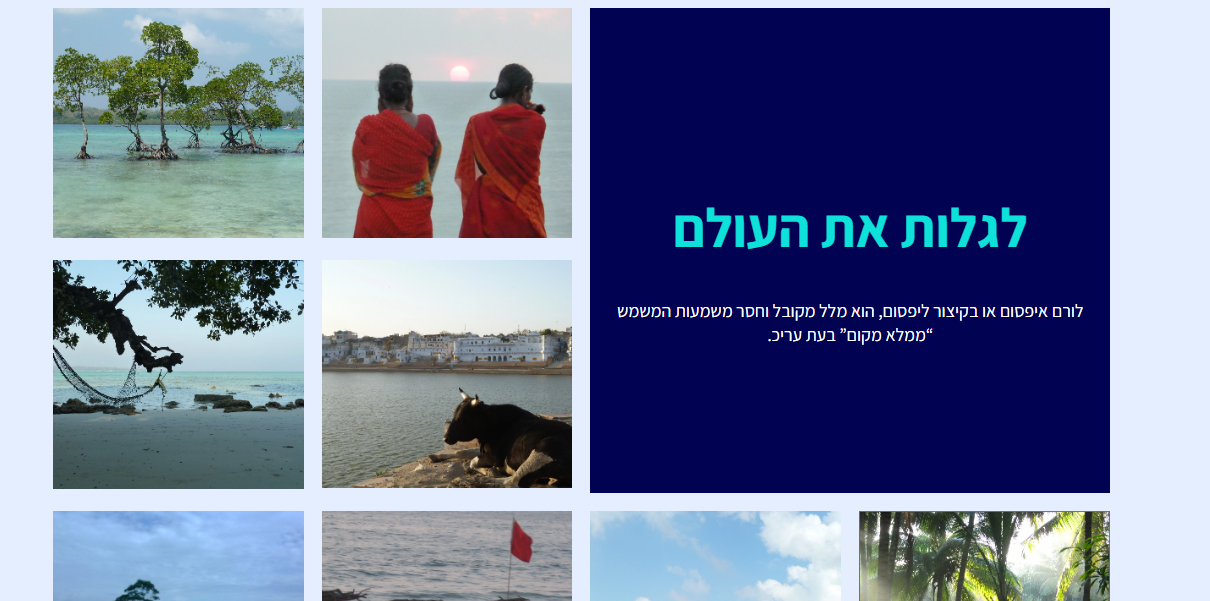 לגלות את העולם
לורם איפסום או בקיצור ליפסום, הוא מלל מקובל וחסר משמעות המשמש
“ממלא מקום” בעת עריכ.